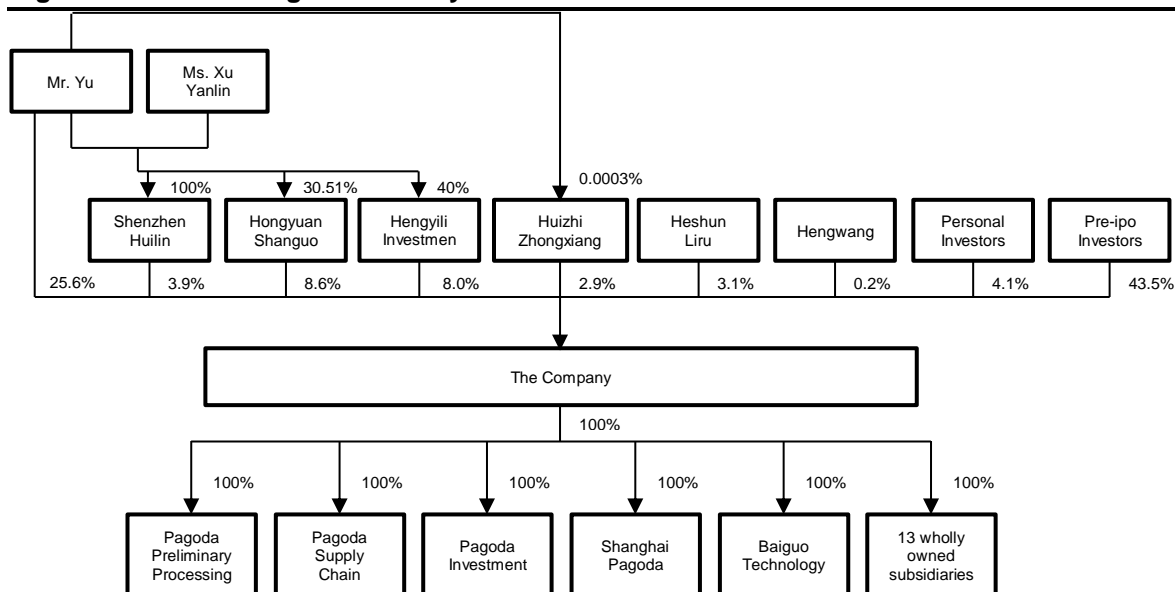 Mr. Yu
Ms. Xu
Yanlin
0.0003%
100%
30.51%
40%
Shenzhen
Huilin
Hongyuan
Shanguo
Hengyili
Investmen
Huizhi
Zhongxiang
Heshun
Liru
Hengwang
Personal
Investors
Pre-ipo
Investors
25.6%
3.9%
8.6%
8.0%
2.9%
3.1%
0.2%
4.1%
43.5%
The Company
100%
100%
100%
100%
100%
100%
100%
Pagoda
Preliminary
Processing
Pagoda
Supply
Chain
Pagoda
Investment
Shanghai
Pagoda
Baiguo
Technology
13 wholly
owned
subsidiaries